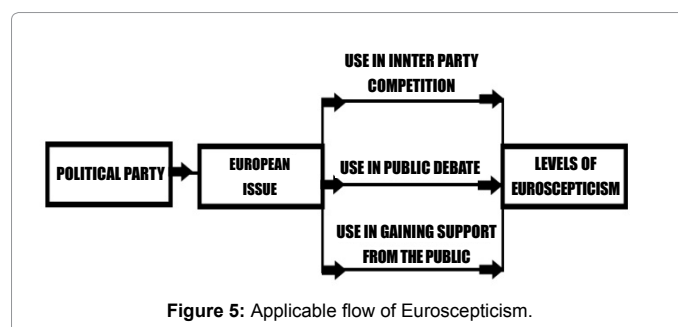 USE IN INNTER PARTY
COMPETITION
POLITICAL PARTY
EUROPEAN
ISSUE
USE IN PUBLIC DEBATE
LEVELS OF
EUROSCEPTICISM
USE IN GAINING SUPPORT
FROM THE PUBLIC
Figure 5: Applicable flow of Euroscepticism.